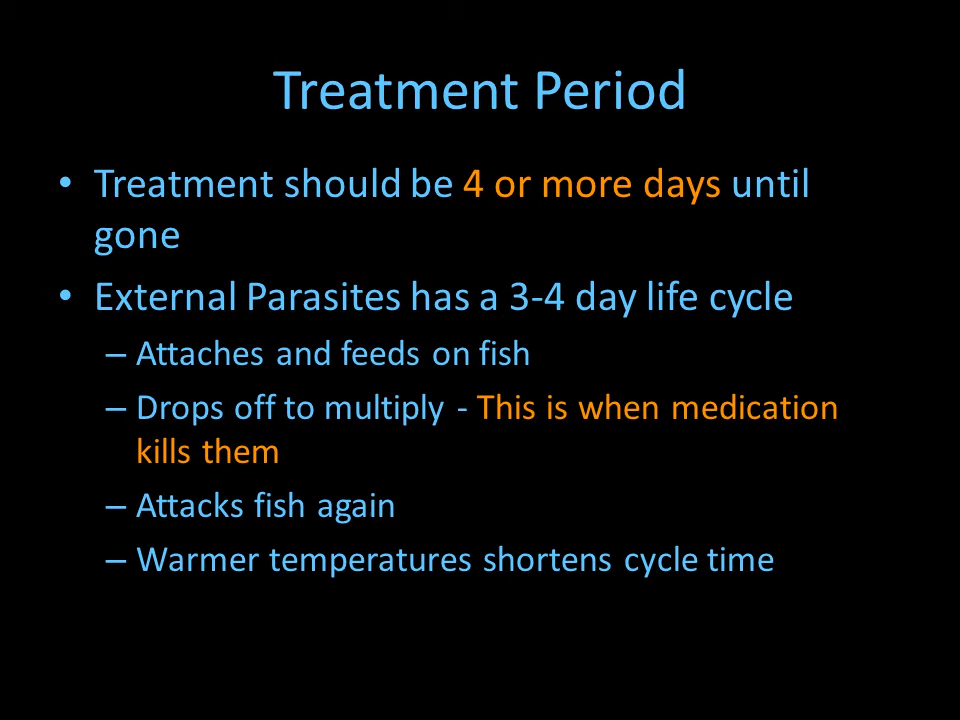 Treatment Period
• Treatment should be 4 or more days until
gone
• External Parasites has a 3-4 day life cycle
– Attaches and feeds on fish
– Drops off to multiply - This is when medication
kills them
– Attacks fish again
– Warmer temperatures shortens cycle time